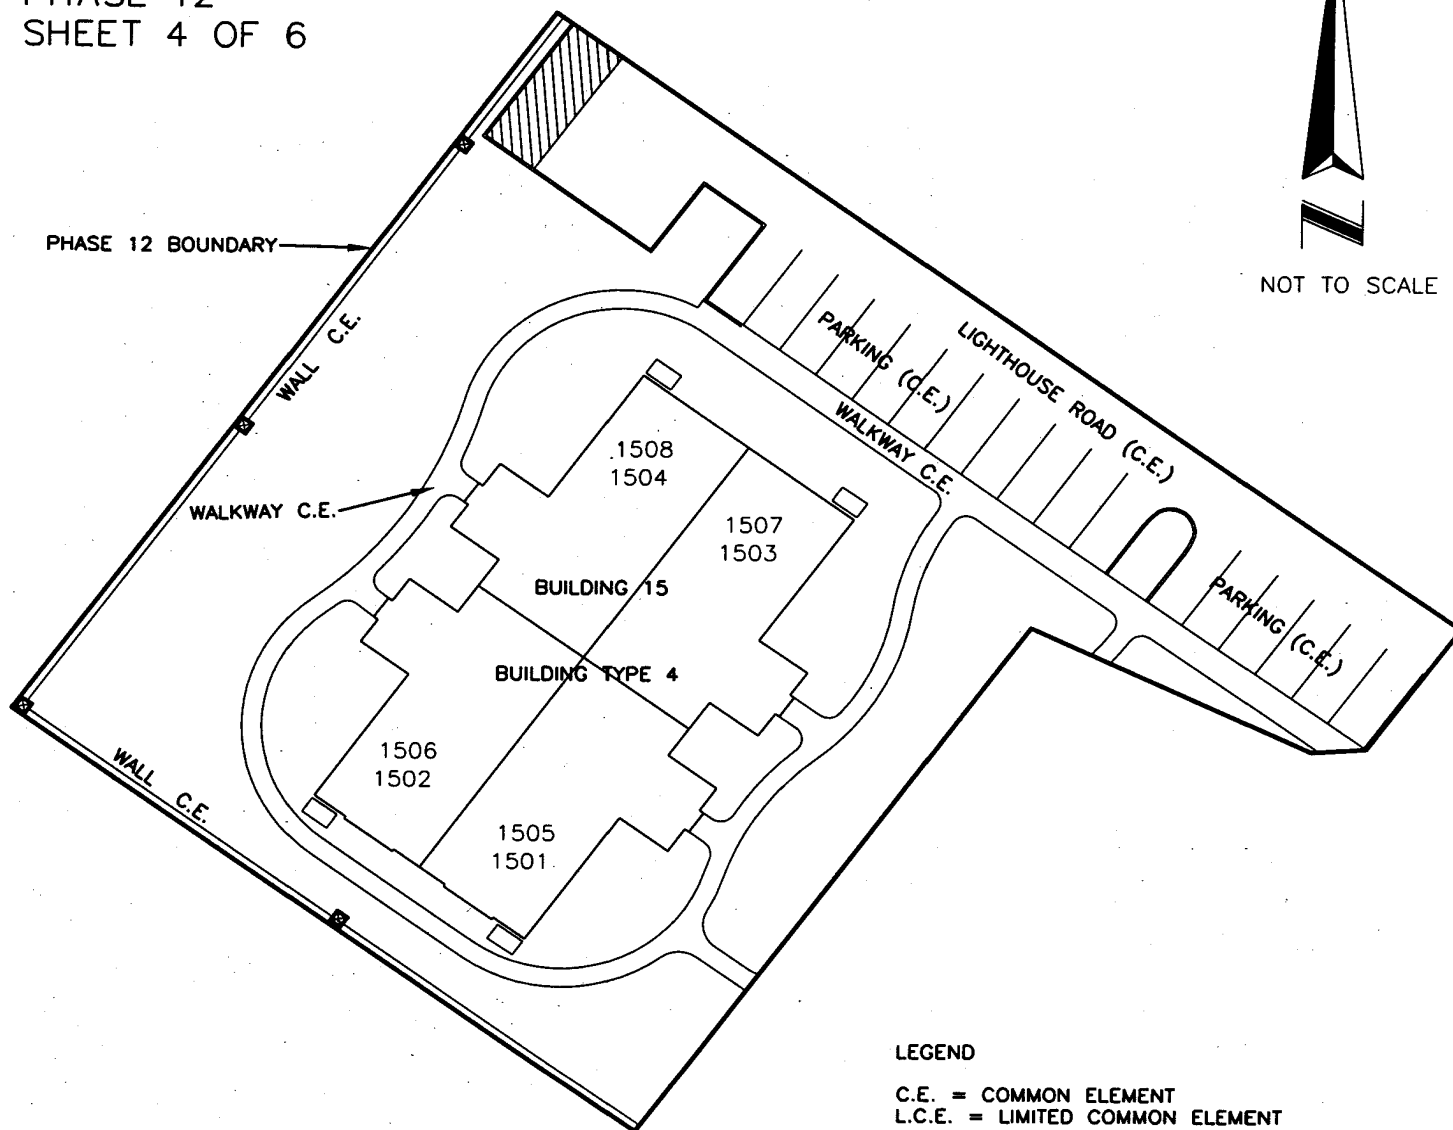 PHASE 12
SHEET 4 OF 6
PHASE 12 BOUNDARY
N
NOT TO SCALE
WALL C.E.
PARKING (C.E.)
LIGHTHOUSE ROAD (C.E.)
WALKWAY C.E.
WALKWAY C.E.
1508
1504
1507
1503
BUILDING 15
PARKING (C.E.)
BUILDING TYPE 4
1506
1502
WALL C.E.
1505
1501
LEGEND
C.E. = COMMON ELEMENT
L.C.E. = LIMITED COMMON ELEMENT